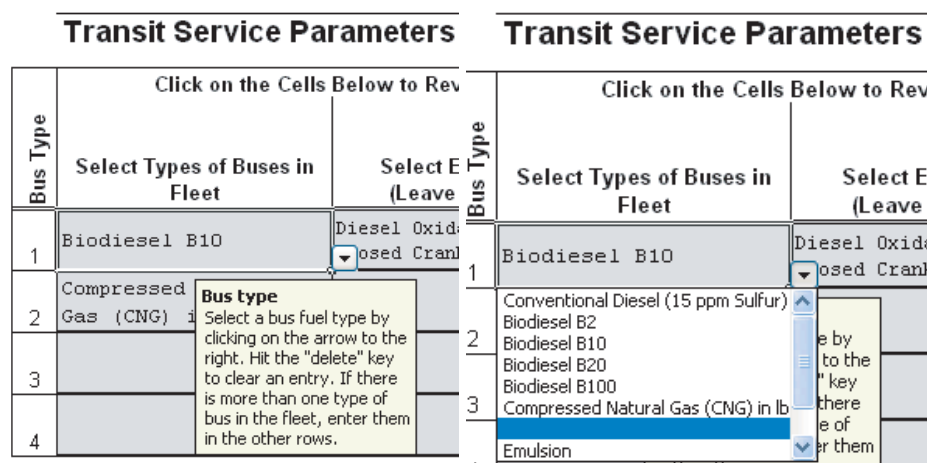 Transit Service Parameters
Click on the Cells Below to Rev
Bus Type
Select Types of Buses in
Fleet
Select E
(Leave
1
Biodiesel B10
Diesel Oxida
osed Crank
2
Compressed
Gas (CNG) i
3
4
Bus type
Select a bus fuel type by
clicking on the arrow to the
right. Hit the "delete" key
to clear an entry. If there
is more than one type of
bus in the fleet, enter them
in the other rows.
Transit Service Parameters
Click on the Cells Below to Rev
Bus Type
Select Types of Buses in
Fleet
Select E
(Leave
1
Biodiesel B10
Diesel Oxida
osed Crank
2
3
Conventional Diesel (15 ppm Sulfur)
Biodiesel B2
Biodiesel B10
Biodiesel B20
Biodiesel B100
Compressed Natural Gas (CNG) in lb
Emulsion
e by
to the
" key
there
e of
er them